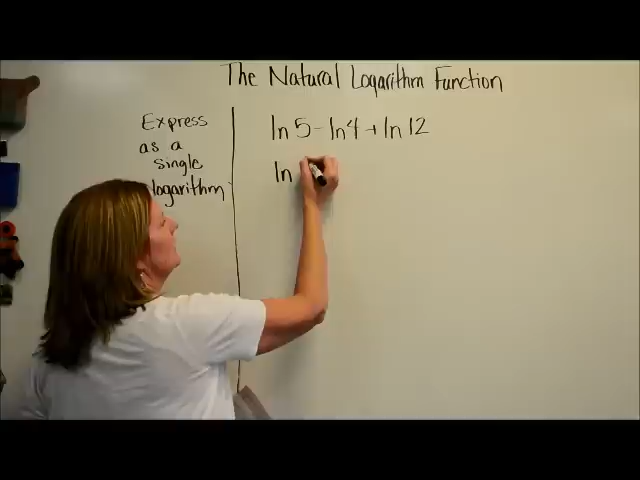 The Natural Logarithm Function
Express
as a
single
logarithm
ln 5 - ln 4 + ln 12
ln